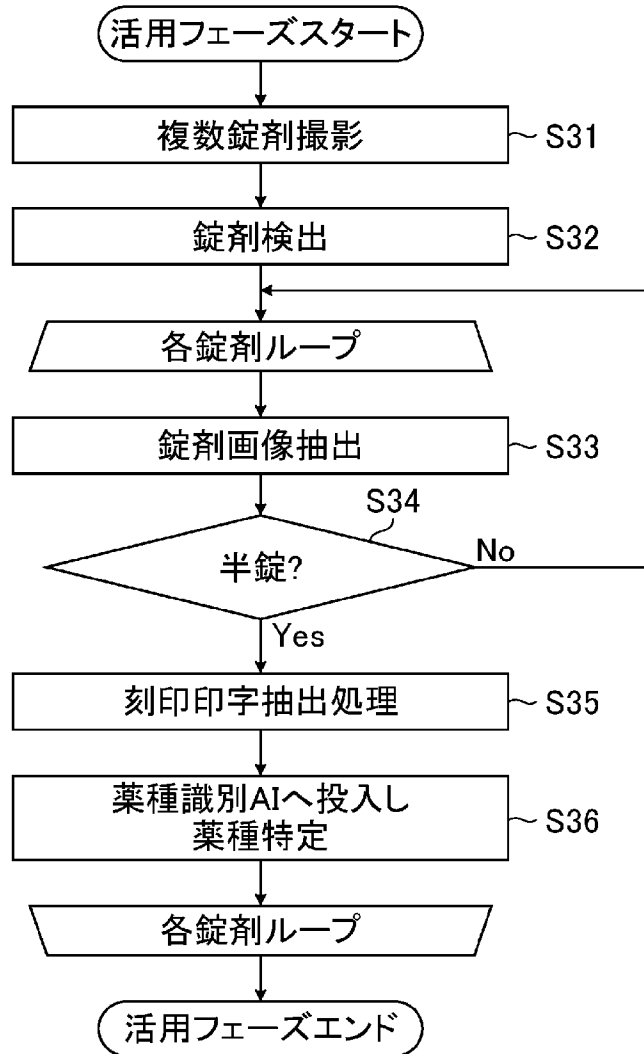 活用フェーズスタート
複数錠剤撮影
S31
錠剤検出
S32
各錠剤ループ
錠剤画像抽出
S33
S34
半錠?
No
Yes
刻印印字抽出処理
S35
薬種識別AIへ投入し
薬種特定
S36
各錠剤ループ
活用フェーズエンド